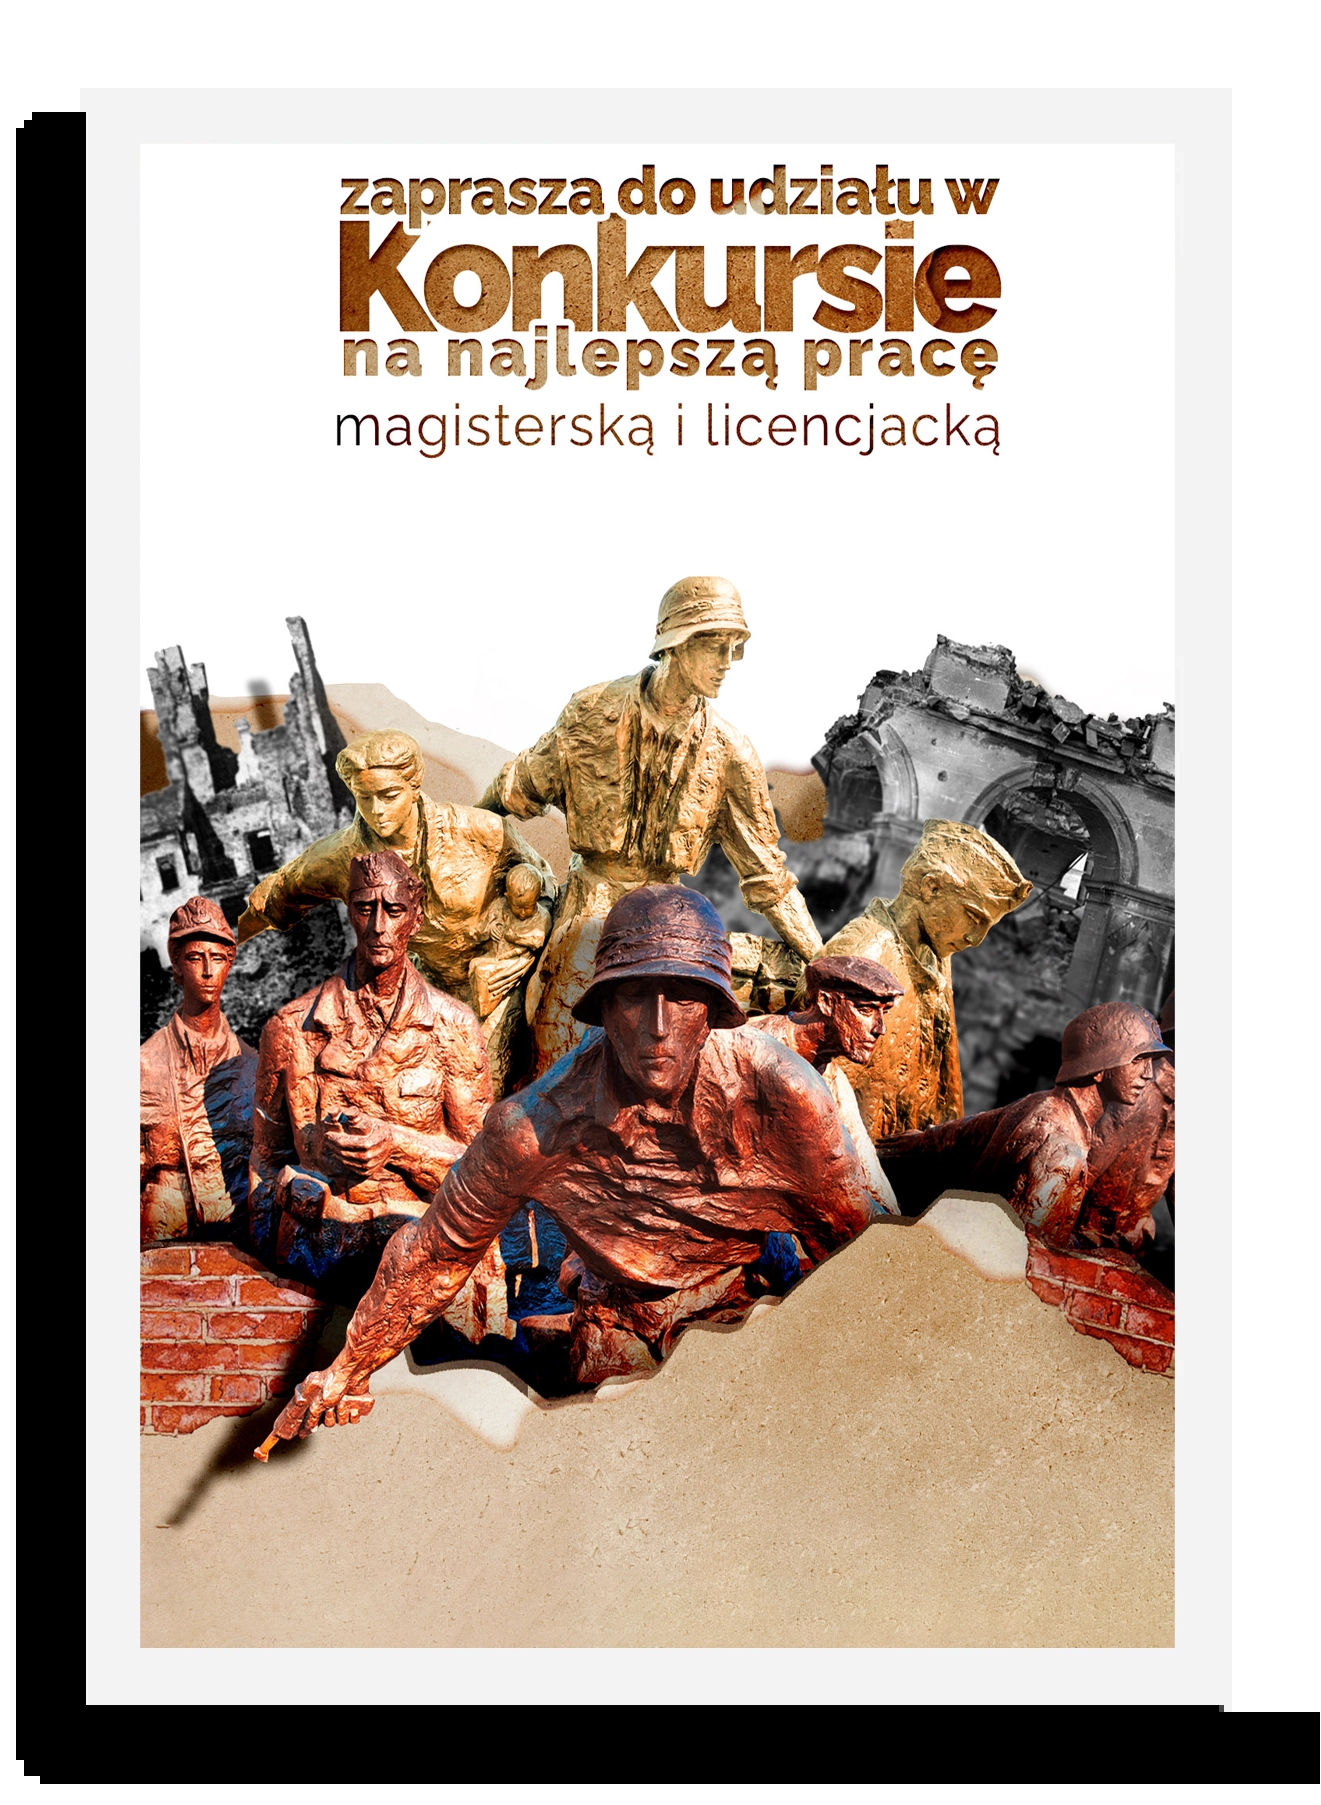 zaprasza do udziału w
Konkursie
na najlepszą pracę
magisterską i licencjacką